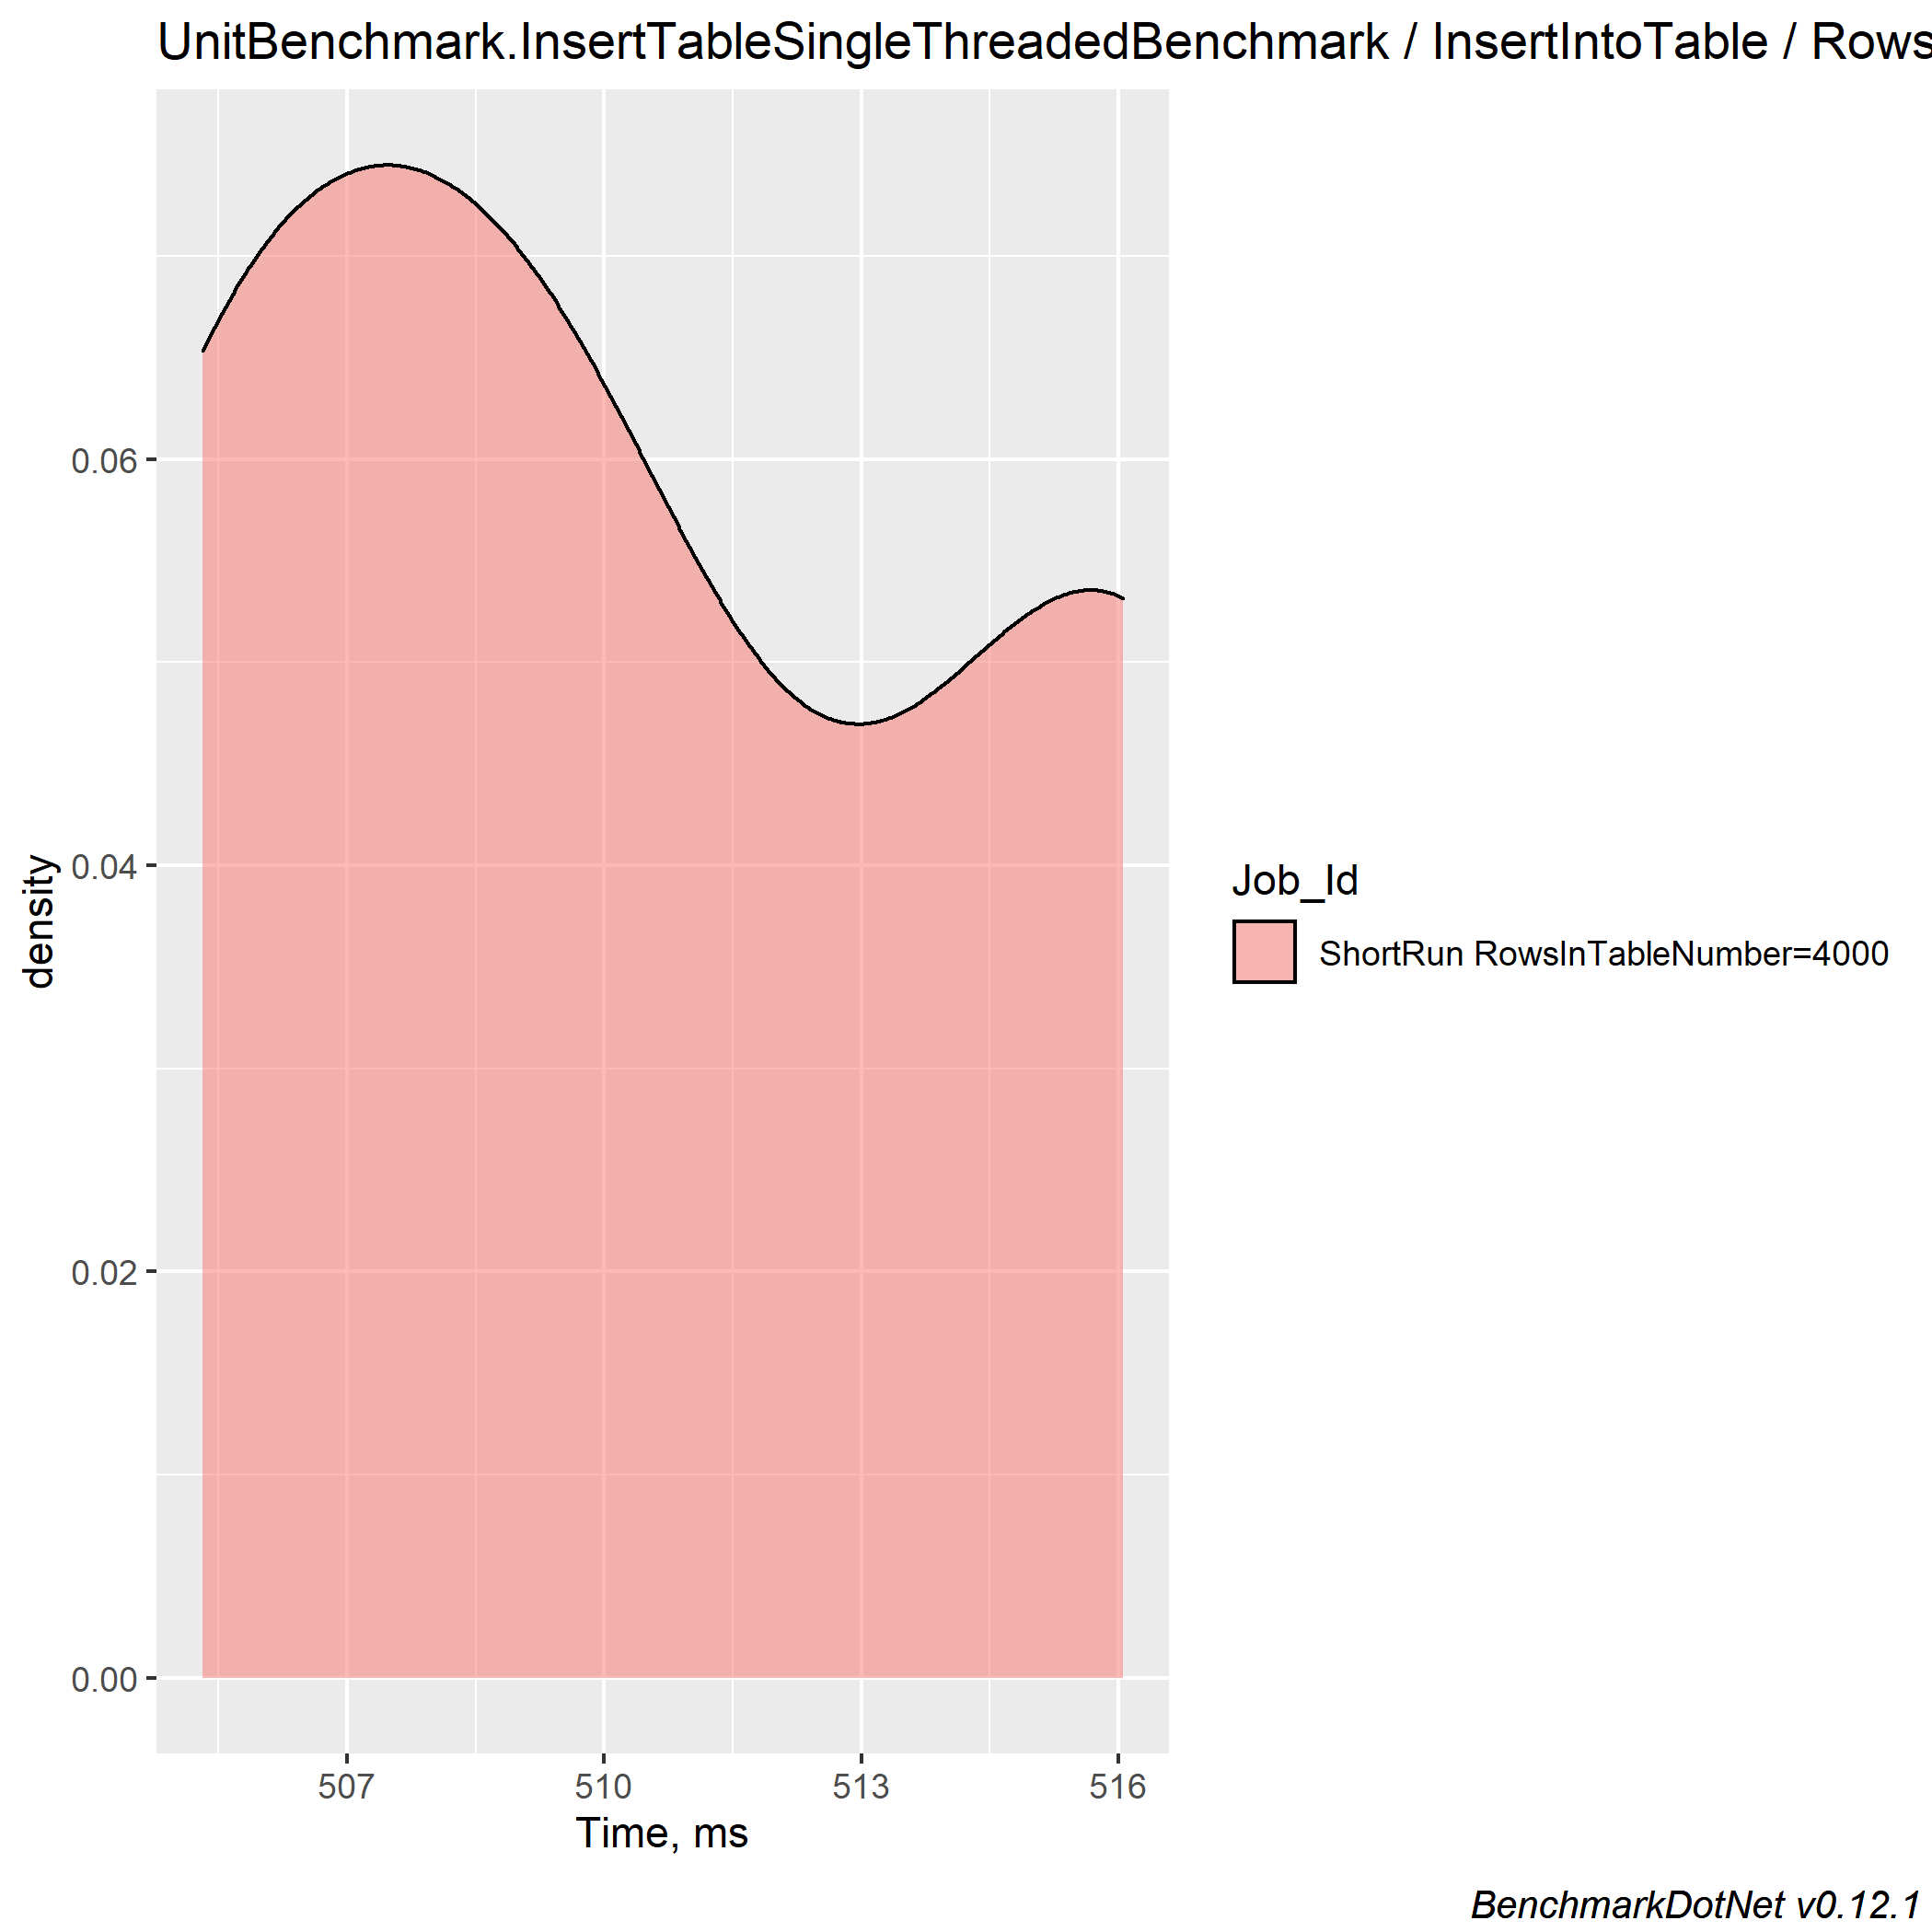 UnitBenchmark.InsertTableSingleThreadedBenchmark / InsertIntoTable / Rows
0.06
0.04
0.02
0.00
density
507 510 513 516
Time, ms
Job_Id
ShortRun RowsInTableNumber=4000
BenchmarkDotNet v0.12.1